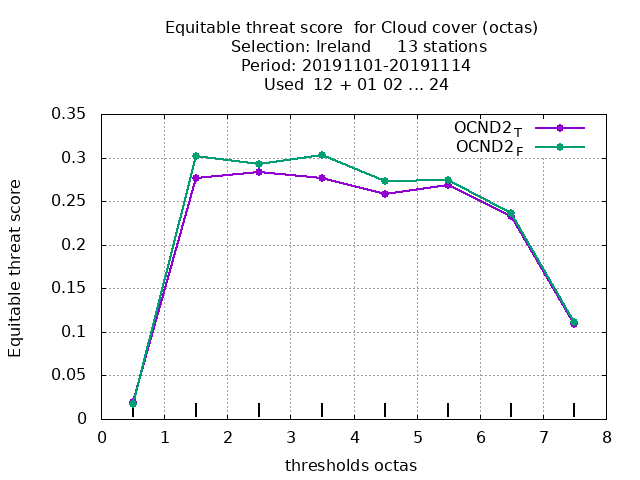 Equitable threat score  for Cloud cover (octas)
Selection: Ireland     13 stations
Period: 20191101-20191114
Used  12 + 01 02 ... 24
OCND2_T
OCND2_F
Equitable threat score
0.35
0.3
0.25
0.2
0.15
0.1
0.05
0
0 1 2 3 4 5 6 7 8
thresholds octas